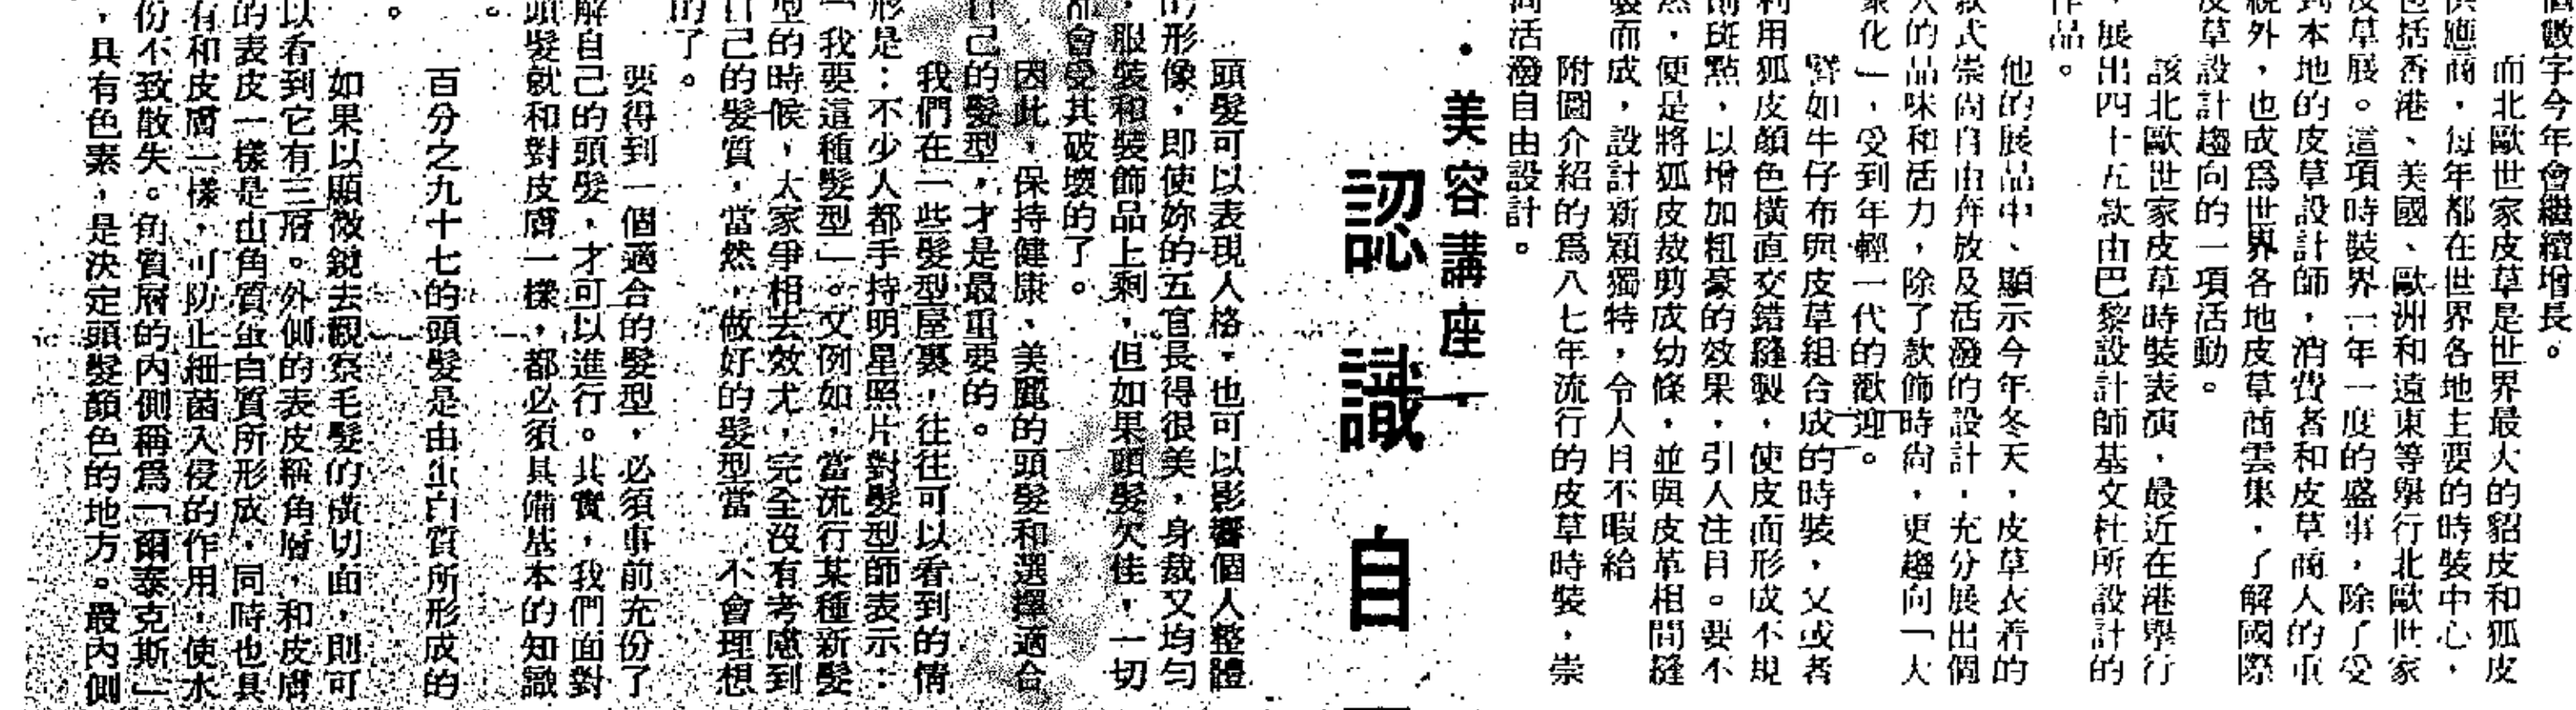 個數字今年會繼續增長。
而北歐世家皮草是世界最大的貂皮和狐皮
供應商，每年都在世界各地主要的時裝中心，
包括香港、美國、歐洲和遠東等舉行北歐世家
皮草展。這項時裝界一年一度的盛事，除了受
到本地的皮草設計師，消費者和皮草商人的重
視外，也成爲世界各地皮草商雲集，了解國際
皮草設計趨向的一項活動。
該北歐世家皮草時裝表演，最近在港舉行
，展出四十五款由巴黎設計師基文杜所設計的
作品。
他的展品中、顯示今年冬天，皮草衣着的
款式崇尚自由奔放及活潑的設計，充分展出個
人的品味和活力，除了款飾時尚，更趨向「大
衆化」，受到年輕一代的歡迎。
譬如牛仔布與皮草組合成的時裝，又或者
利用狐皮顏色橫直交錯縫製，使皮面形成不規
則斑點，以增加粗豪的效果，引人注目。要不
然，便是將狐皮裁剪成幼條，並與皮革相間縫
裝而成，設計新穎獨特，令人目不暇給
附圖介紹的爲八七年流行的皮草時裝，崇
尚活潑自由設計。
·美容講座
認識自
頭髮可以表現人格，也可以影響個人整體
的形像，即使妳的五官長得很美，身裁又均勻
，服裝和裝飾品上剩，但如果頭髮欠佳，一切
都會受其破壞的了。
因此，保持健康、美麗的頭髮和選擇適合
自己的髮型，才是最重要的。
我們在一些髮型屋裏，往往可以看到的情
形是：不少人都手持明星照片對髮型師表示：
「我要這種髮型」。又例如，當流行某種新髮
型的時候，大家爭相去效尤，完全沒有考慮到
自己的髮質，當然，做好的髮型當 不會理想
的了。
要得到一個適合的髮型，必須事前充份了
解自己的頭髮，才可以進行。其實，我們面對
頭髮就和對皮膚一樣，都必須具備基本的知識
。
百分之九十七的頭髮是由蛋白質所形成的
。
如果以顯微鏡去觀察毛髮的橫切面，則可
以看到它有三層。外側的表皮稱角層，和皮膚
的表皮一樣是由角質蛋白質所形成，同時也具
有和皮膚一樣，可防止細菌入侵的作用，使水
份不致散失。角質層的內側稱爲「爾泰克斯」
，具有色素，是決定頭髮顏色的地方。最內側